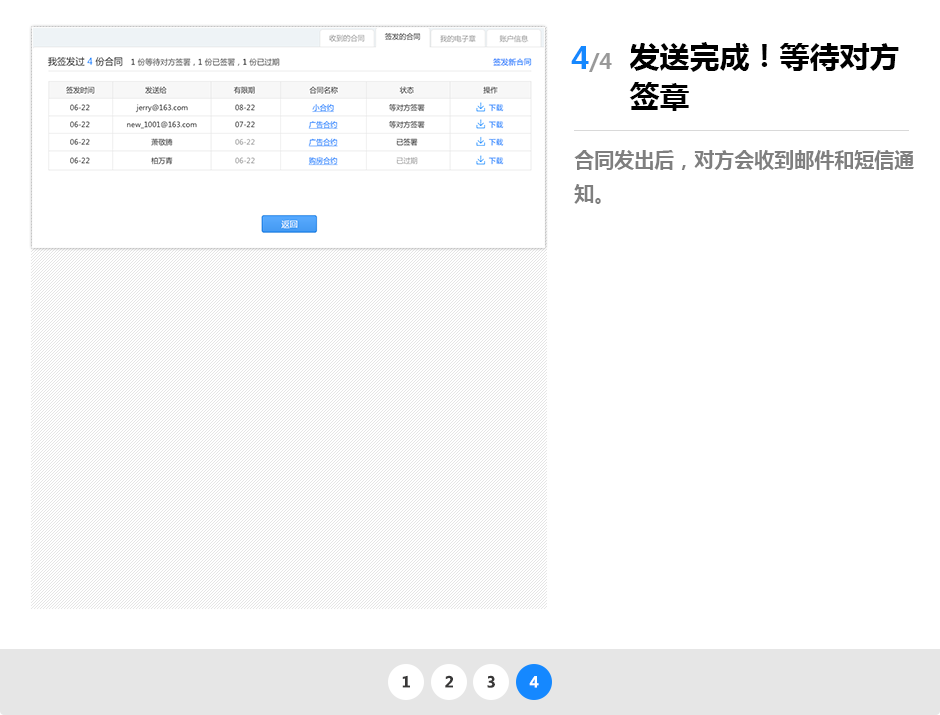 收到的合同 签发的合同 我的电子章 账户信息
我签发过 4 份合同 1 份等待对方签署，1 份已签署，1 份已过期 签发新合同
签发时间 发送给 有限期 合同名称 状态 操作
06-22 jerry@163.com 08-22 小合约 等对方签署 下载
06-22 new_1001@163.com 07-22 广告合约 等对方签署 下载
06-22 萧敬腾 06-22 广告合约 已签署 下载
06-22 柏万青 06-22 购房合约 已过期 下载
返回
4/4 发送完成！等待对方
签章
合同发出后，对方会收到邮件和短信通
知。
1 2 3 4